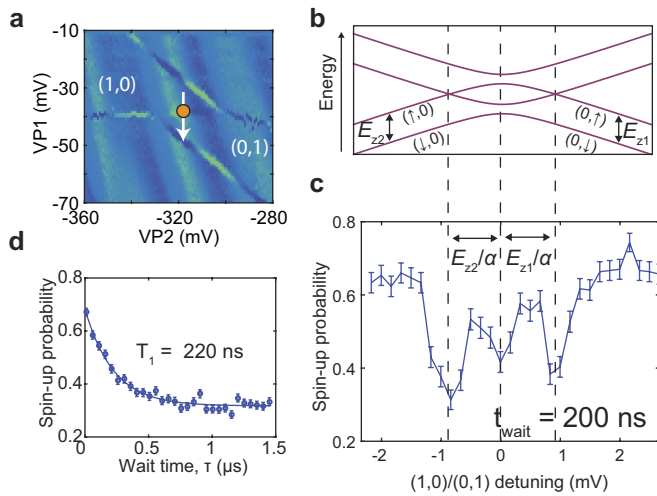 a
-10
(1,0)
-30
VP1 (mV)
-50
(0,1)
-70
-360
-320
-280
VP2 (mV)
b
Energy
E_z2
(↑,0)
(↓,0)
(0,↑)
(0,↓)
E_z1
c
0.8
E_z2/α
E_z1/α
0.6
Spin-up probability
0.4
t_wait = 200 ns
0.2
-2
-1
0
1
2
(1,0)/(0,1) detuning (mV)
d
0.8
0.6
T_1 = 220 ns
Spin-up probability
0.4
0.2
0
0.5
1.0
1.5
Wait time, τ (μs)